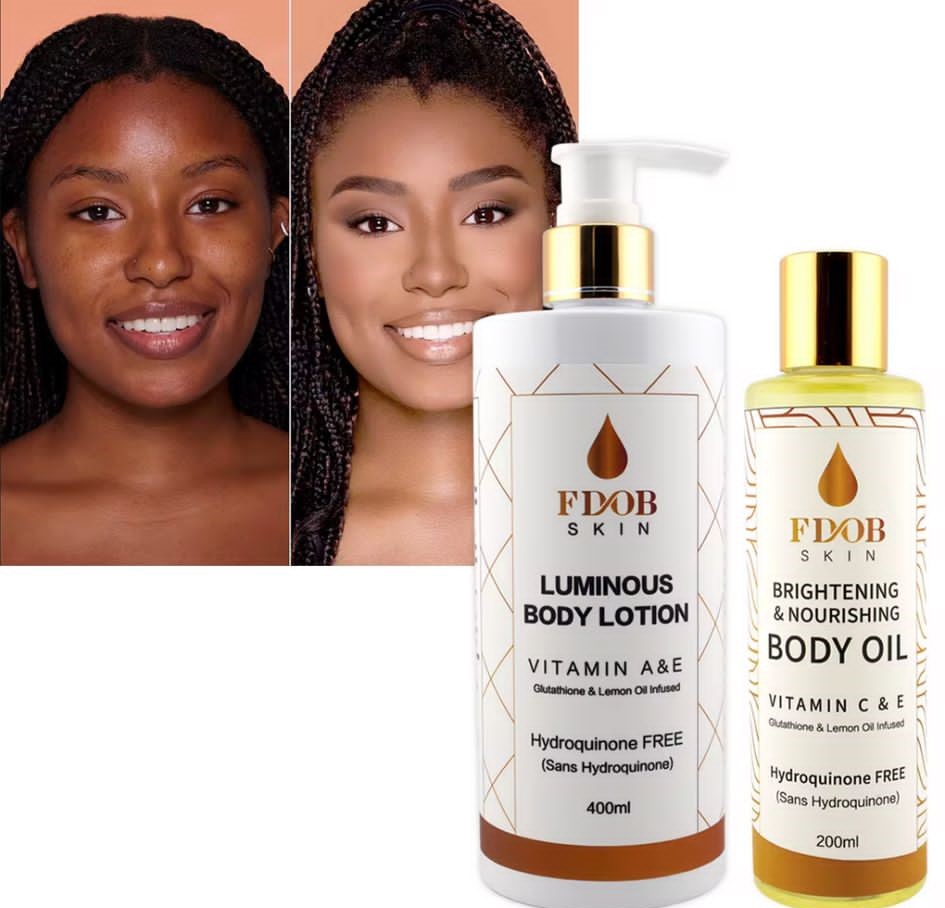 FDOB
SKIN
LUMINOUS
BODY LOTION
VITAMIN A&E
Glutathione & Lemon Oil Infused
Hydroquinone FREE
(Sans Hydroquinone)
400ml
FDOB
SKIN
BRIGHTENING
& NOURISHING
BODY OIL
VITAMIN C & E
Glutathione & Lemon Oil Infused
Hydroquinone FREE
(Sans Hydroquinone)
200ml